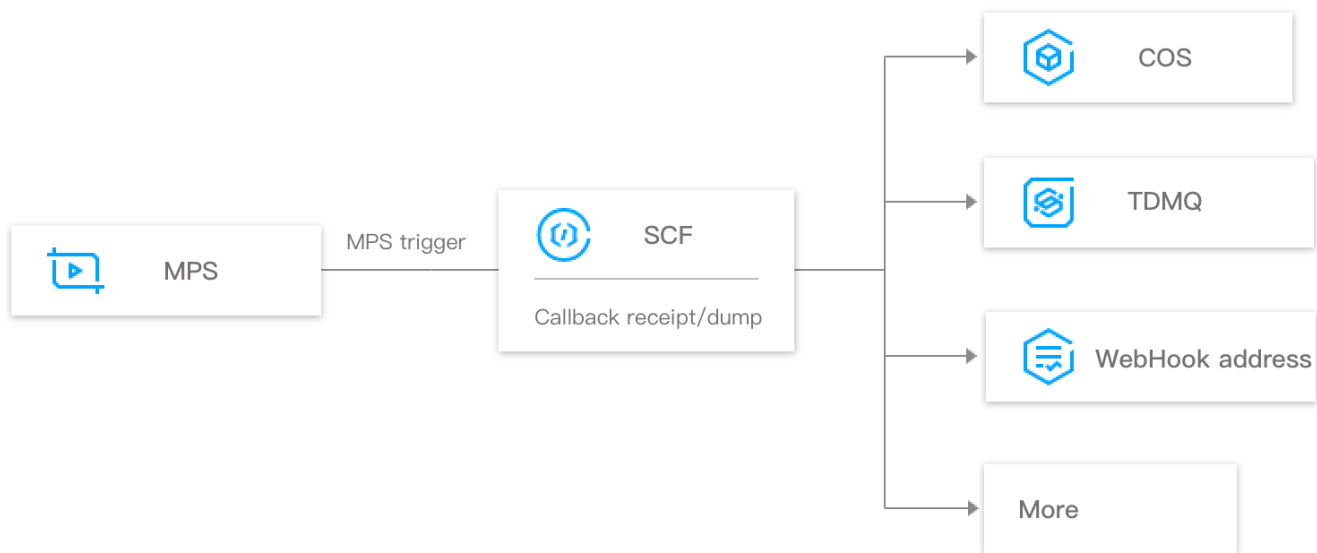 MPS
MPS trigger
SCF
Callback receipt/dump
COS
TDMQ
WebHook address
More